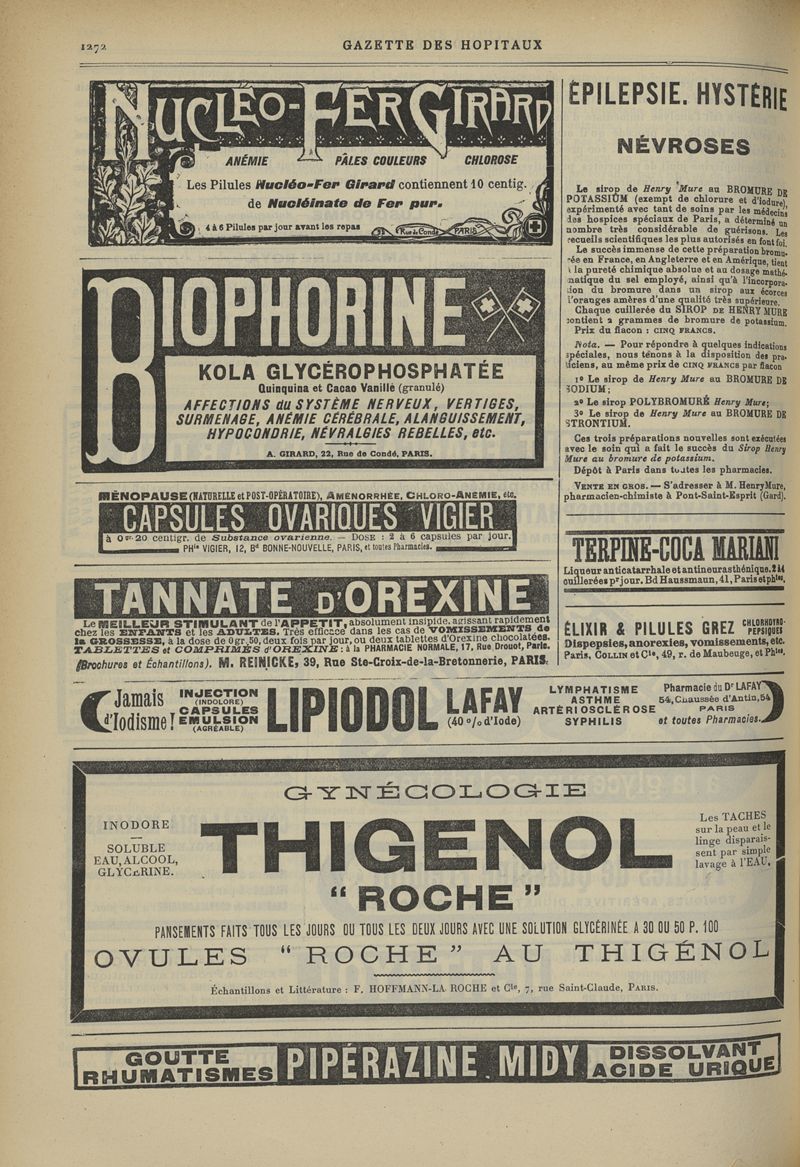 1272
GAZETTE DES HOPITAUX
NUCLÉO-FER GIRARD
ANÉMIE PÂLES COULEURS CHLOROSE
Les Pilules Nucléo-Fer Girard contiennent 10 centig.
de Nucléinate de Fer pur.
4 à 6 Pilules par jour avant les repas
22 Rue de Condé PARIS
BIOPHORINE
KOLA GLYCÉROPHOSPHATÉE
Quinquina et Cacao Vanillé (granulé)
AFFECTIONS du SYSTÈME NERVEUX, VERTIGES,
SURMENAGE, ANÉMIE CÉRÉBRALE, ALANGUISSEMENT,
HYPOCONDRIE, NÉVRALGIES REBELLES, etc.
A. GIRARD, 22, Rue de Condé, PARIS.
MÉNOPAUSE (NATURELLE et POST-OPÉRATOIRE), AMÉNORRHÉE, CHLORO-ANÉMIE, etc.
CAPSULES OVARIQUES VIGIER
à 0 gr. 20 centigr. de Substance ovarienne. — DOSE : 2 à 6 capsules par jour.
PHie VIGIER, 12, Bd BONNE-NOUVELLE, PARIS, et toutes Pharmacies.
TANNATE D'OREXINE
Le MEILLEUR STIMULANT de l'APPETIT, absolument insipide, agissant rapidement
chez les ENFANTS et les ADULTES. Très efficace dans les cas de VOMISSEMENTS de
la GROSSESSE, à la dose de 0 gr,50, deux fois par jour, ou deux tablettes d'Orexine chocolatées.
TABLETTES et COMPRIMÉS d'OREXINE : à la PHARMACIE NORMALE, 17, Rue Drouot, Paris.
(Brochures et Échantillons). M. REINICKE, 39, Rue Ste-Croix-de-la-Bretonnerie, PARIS.
ÉPILEPSIE. HYSTÉRIE
NÉVROSES
Le sirop de Henry Mure au BROMURE DE
POTASSIUM (exempt de chlorure et d'iodure),
expérimenté avec tant de soins par les médecins
des hospices spéciaux de Paris, a déterminé un
nombre très considérable de guérisons. Les
recueils scientifiques les plus autorisés en font foi.
Le succès immense de cette préparation bromu-
rée en France, en Angleterre et en Amérique, tient
à la pureté chimique absolue et au dosage mathé-
matique du sel employé, ainsi qu'à l'incorpora-
tion du bromure dans un sirop aux écorces
d'oranges amères d'une qualité très supérieure.
Chaque cuillerée du SIROP DE HENRY MURE
contient 2 grammes de bromure de potassium.
Prix du flacon : CINQ FRANCS.
Nota. — Pour répondre à quelques indications
spéciales, nous tenons à la disposition des pra-
ticiens, au même prix de CINQ FRANCS par flacon
1º Le sirop de Henry Mure au BROMURE DE
SODIUM;
2º Le sirop POLYBROMURÉ Henry Mure;
3º Le sirop de Henry Mure au BROMURE DE
STRONTIUM.
Ces trois préparations nouvelles sont exécutées
avec le soin qui a fait le succès du Sirop Henry
Mure au bromure de potassium.
Dépôt à Paris dans toutes les pharmacies.
VENTE EN GROS. — S'adresser à M. Henry Mure,
pharmacien-chimiste à Pont-Saint-Esprit (Gard).
TERPINE-COCA MARIANI
Liqueur anticatarrhale et antineurasthénique. 2 à 4
cuillerées pr jour. Bd Haussmann, 41, Paris et phies.
ÉLIXIR & PILULES GREZ CHLORHYDRO-
PEPSIQUES
Dispepsies, anorexies, vomissements, etc.
Paris, COLLIN et Cie, 49, r. de Maubeuge, et Phies.
Jamais
d'Iodisme!
INJECTION
(INDOLORE)
CAPSULES
EMULSION
(AGRÉABLE)
LIPIODOL LAFAY
(40 % d'Iode)
LYMPHATISME
ASTHME
ARTÉRIOSCLÉROSE
SYPHILIS
Pharmacie du Dr LAFAY
54, Chaussée d'Antin, 54
PARIS
et toutes Pharmacies.
GYNÉCOLOGIE
INODORE
—
SOLUBLE
EAU, ALCOOL,
GLYCERINE.
THIGENOL
Les TACHES
sur la peau et le
linge disparais-
sent par simple
lavage à l'EAU.
“ ROCHE ”
PANSEMENTS FAITS TOUS LES JOURS OU TOUS LES DEUX JOURS AVEC UNE SOLUTION GLYCÉRINÉE A 30 OU 50 P. 100
OVULES “ ROCHE ” AU THIGÉNOL
Échantillons et Littérature : F. HOFFMANN-LA ROCHE et Cie, 7, rue Saint-Claude, PARIS.
GOUTTE
RHUMATISMES
PIPÉRAZINE MIDY
DISSOLVANT
ACIDE URIQUE